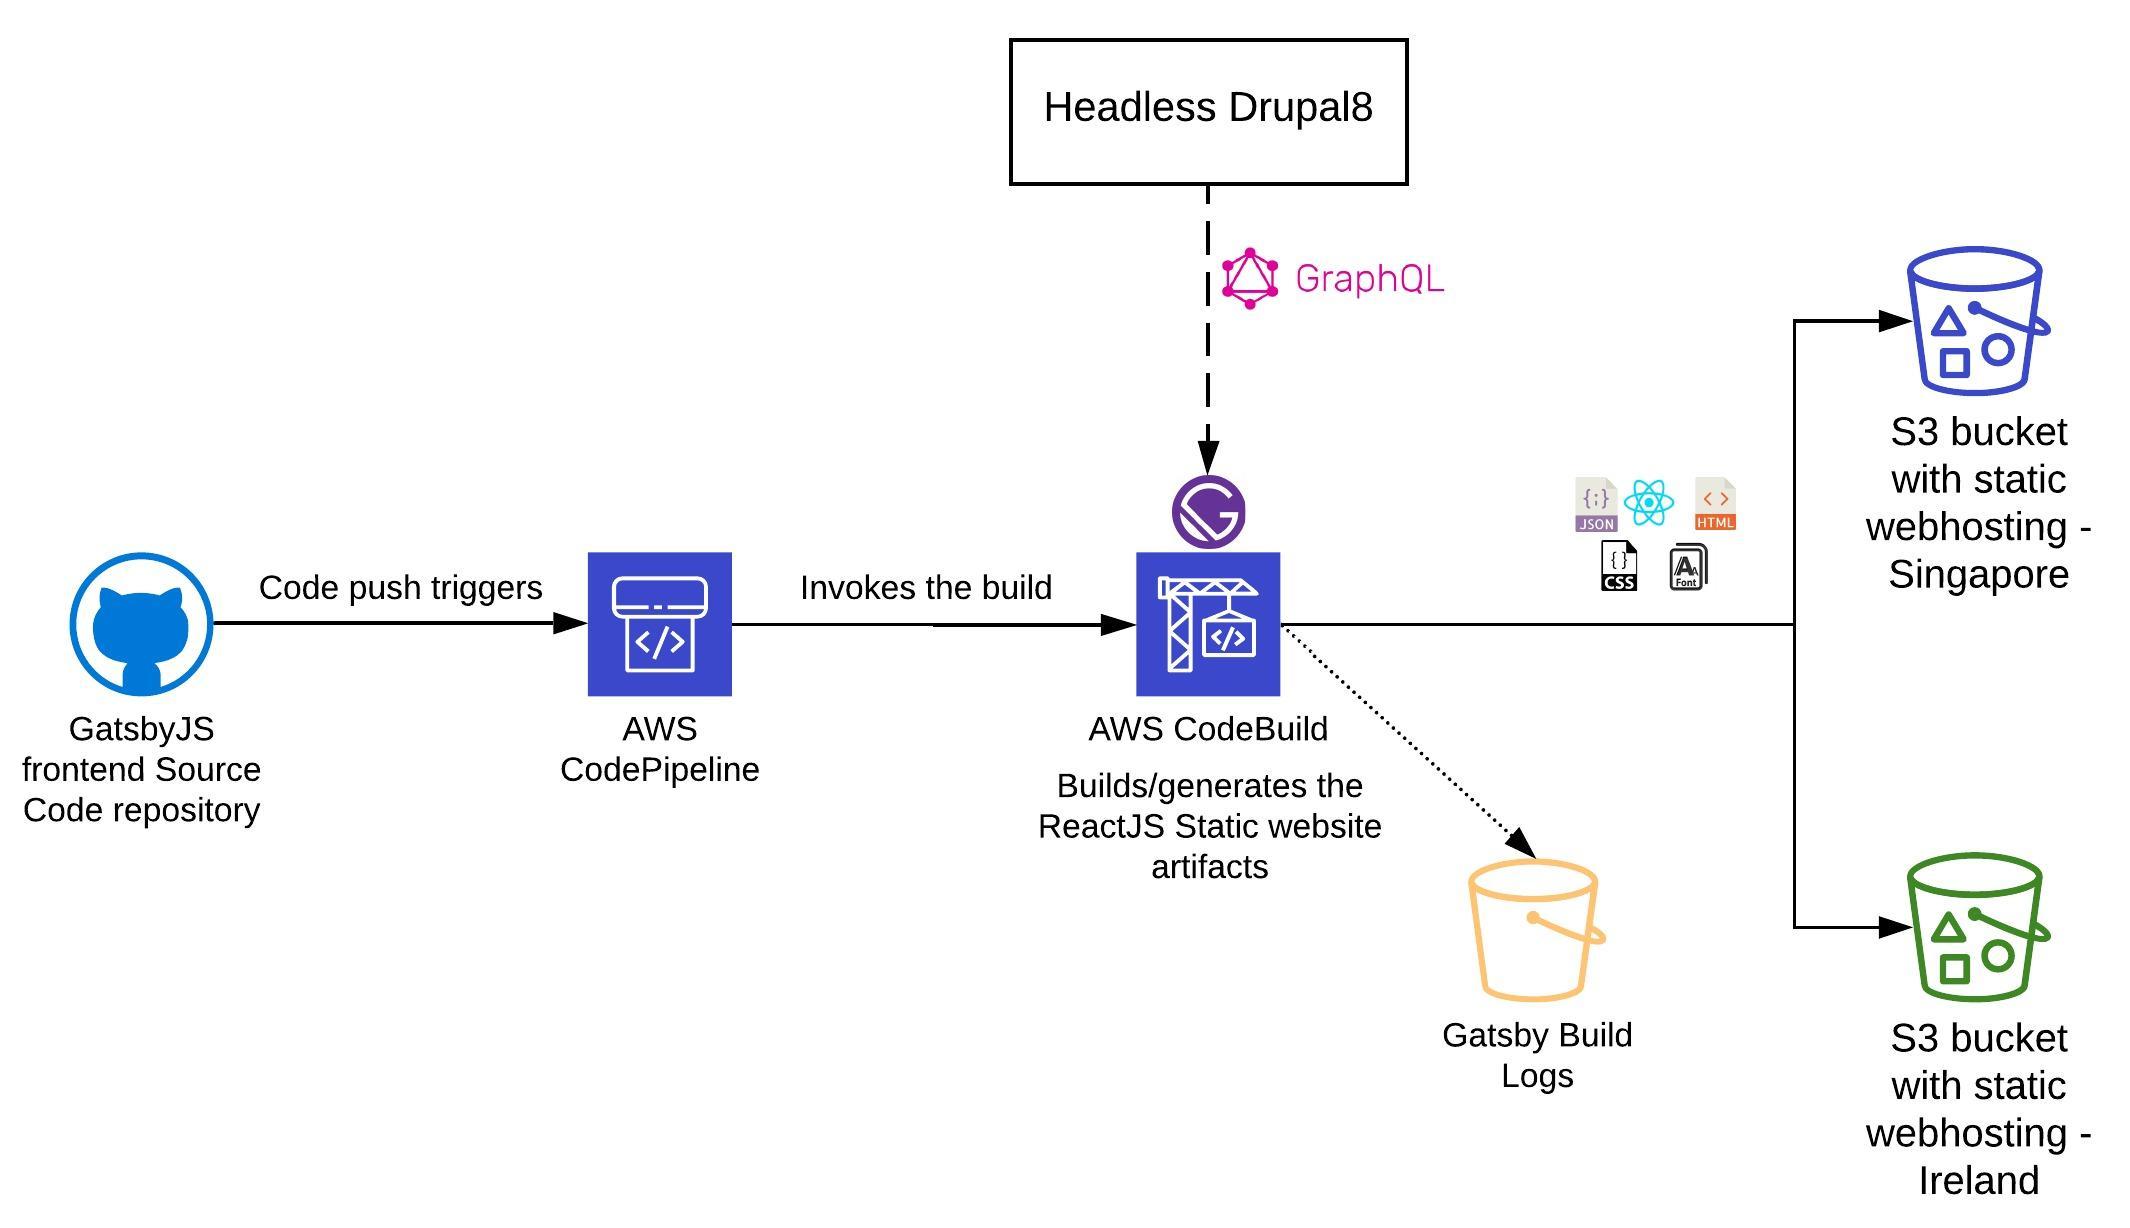 Headless Drupal8
GraphQL
Code push triggers
Invokes the build
GatsbyJS
frontend Source
Code repository
AWS
CodePipeline
AWS CodeBuild
Builds/generates the
ReactJS Static website
artifacts
{;}
JSON
< >
HTML
{ }
CSS
AA
Font
</>
</>
Gatsby Build
Logs
S3 bucket
with static
webhosting -
Singapore
S3 bucket
with static
webhosting -
Ireland